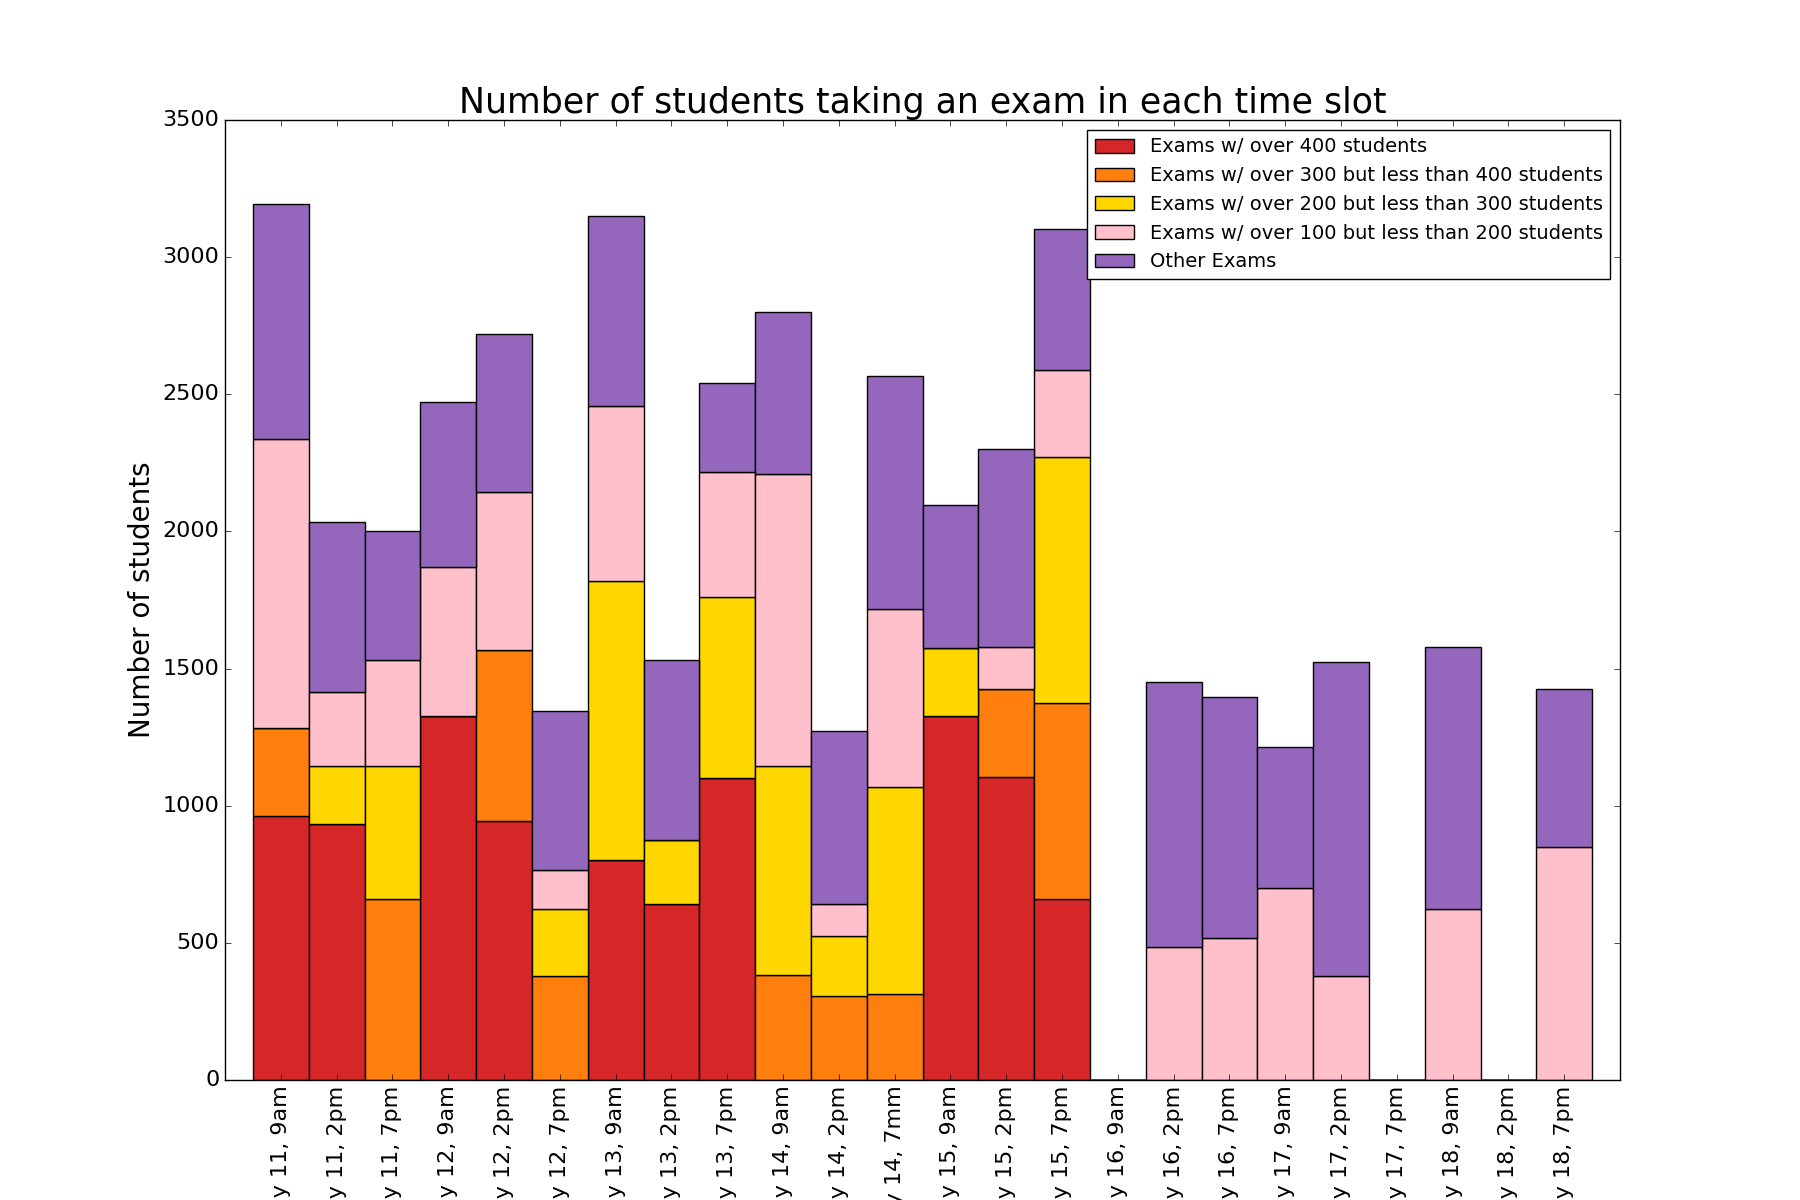 Number of students taking an exam in each time slot
Exams w/ over 400 students
Exams w/ over 300 but less than 400 students
Exams w/ over 200 but less than 300 students
Exams w/ over 100 but less than 200 students
Other Exams
Number of students
3500
3000
2500
2000
1500
1000
500
0
y 11, 9am
y 11, 2pm
y 11, 7pm
y 12, 9am
y 12, 2pm
y 12, 7pm
y 13, 9am
y 13, 2pm
y 13, 7pm
y 14, 9am
y 14, 2pm
y 14, 7mm
y 15, 9am
y 15, 2pm
y 15, 7pm
y 16, 9am
y 16, 2pm
y 16, 7pm
y 17, 9am
y 17, 2pm
y 17, 7pm
y 18, 9am
y 18, 2pm
y 18, 7pm